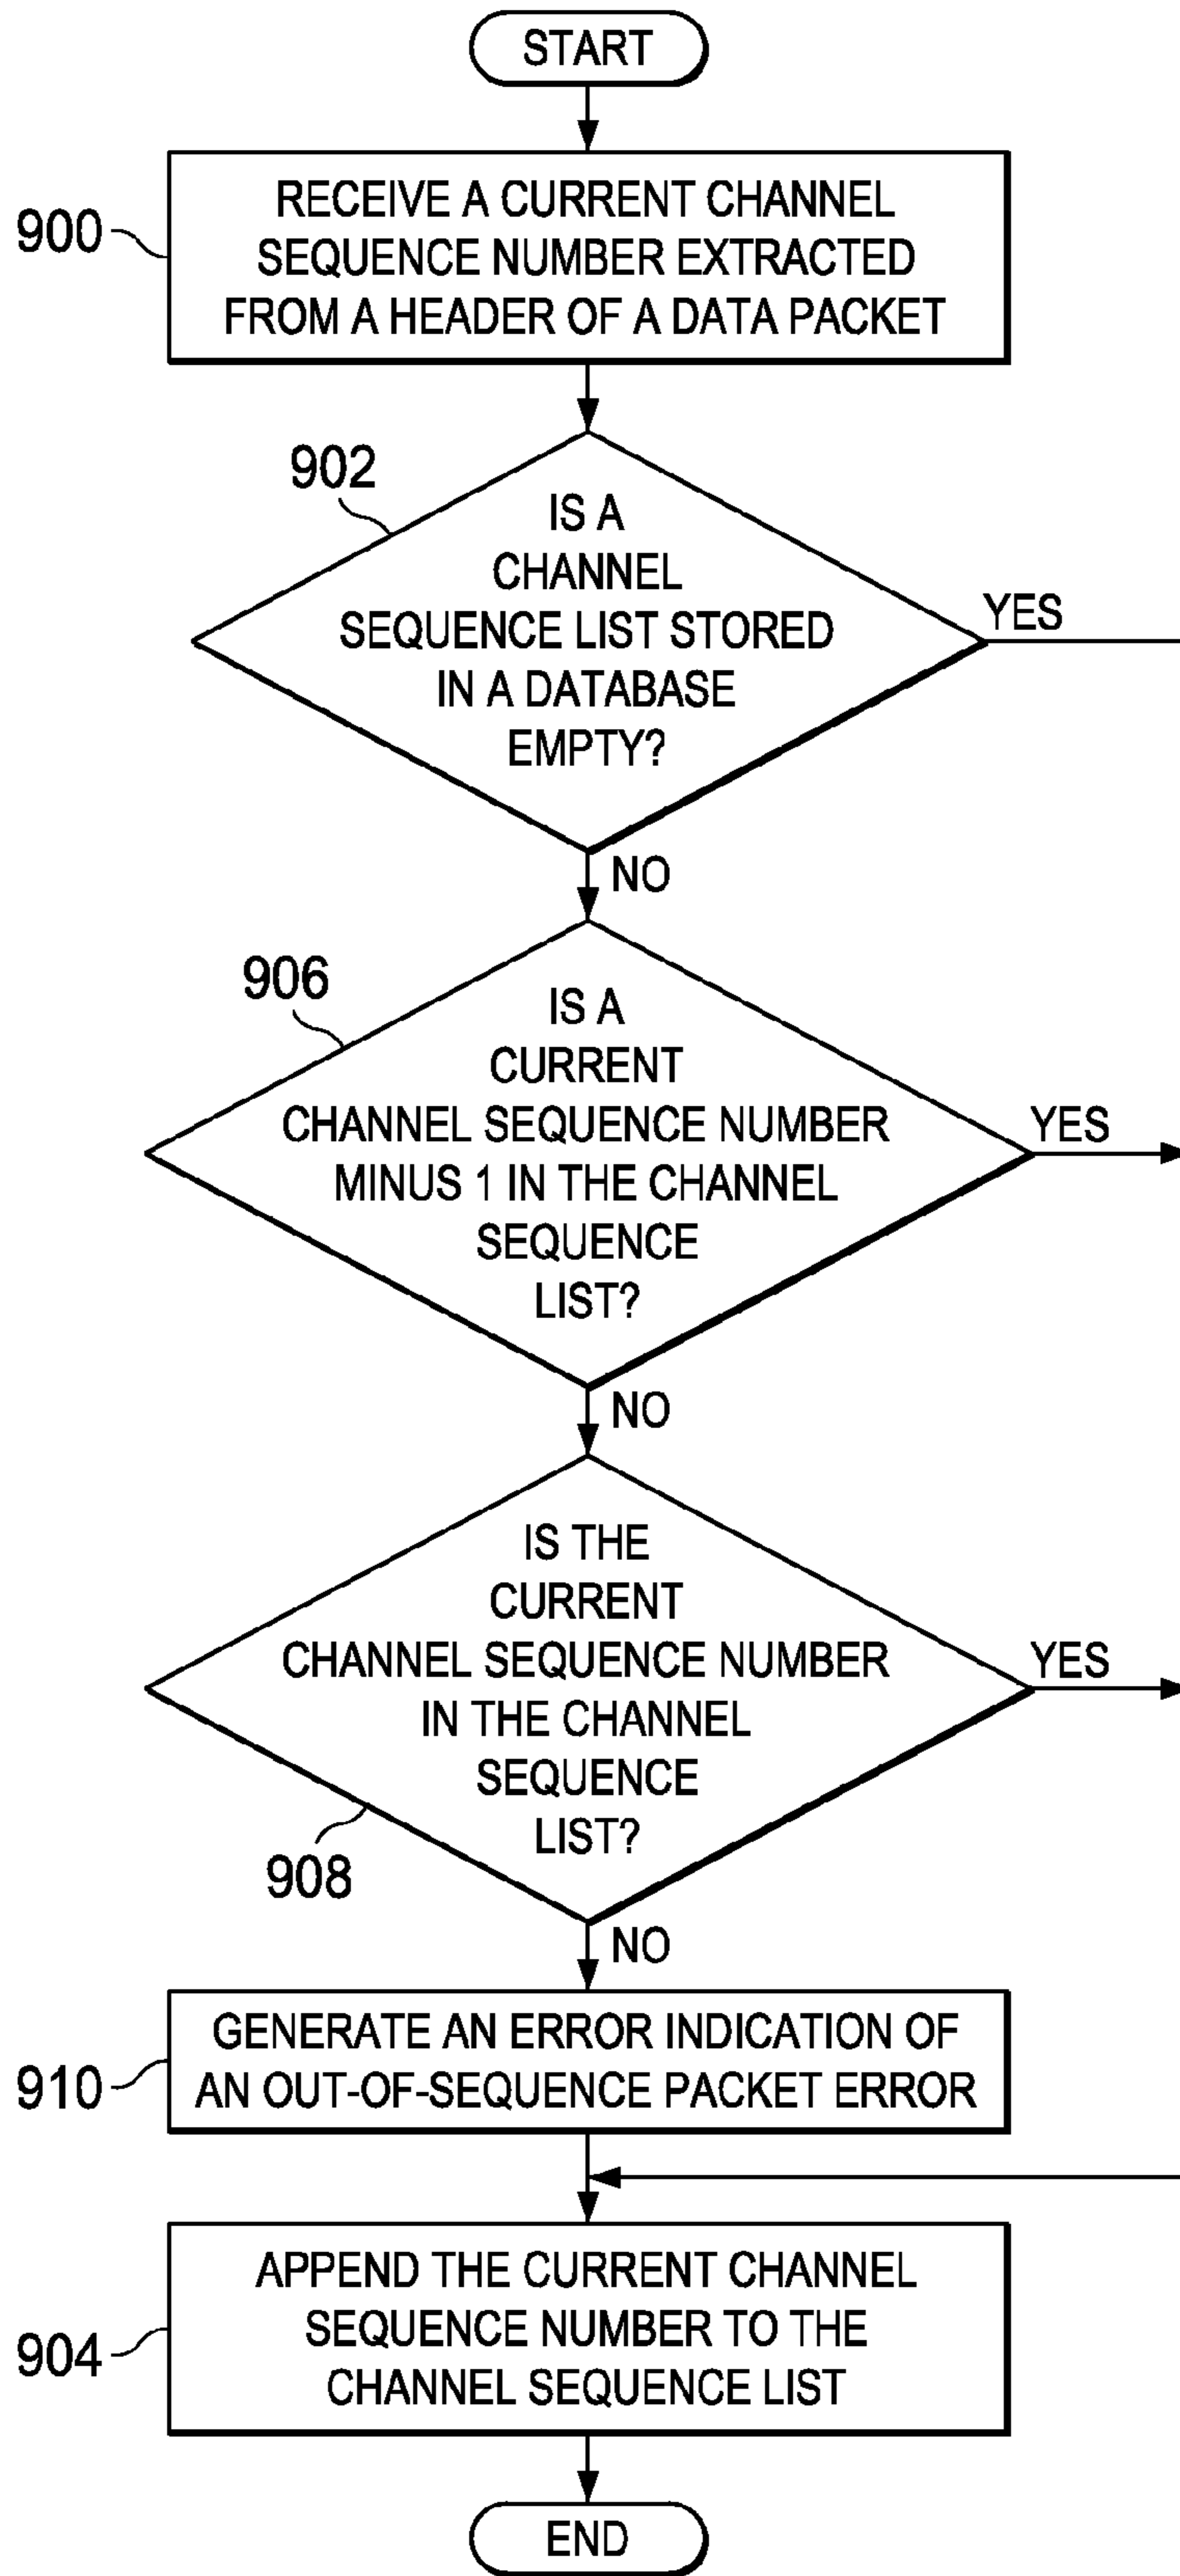 START
900
RECEIVE A CURRENT CHANNEL
SEQUENCE NUMBER EXTRACTED
FROM A HEADER OF A DATA PACKET
902
IS A
CHANNEL
SEQUENCE LIST STORED
IN A DATABASE
EMPTY?
YES
NO
906
IS A
CURRENT
CHANNEL SEQUENCE NUMBER
MINUS 1 IN THE CHANNEL
SEQUENCE
LIST?
YES
NO
IS THE
CURRENT
CHANNEL SEQUENCE NUMBER
IN THE CHANNEL
SEQUENCE
LIST?
YES
908
NO
910
GENERATE AN ERROR INDICATION OF
AN OUT-OF-SEQUENCE PACKET ERROR
904
APPEND THE CURRENT CHANNEL
SEQUENCE NUMBER TO THE
CHANNEL SEQUENCE LIST
END